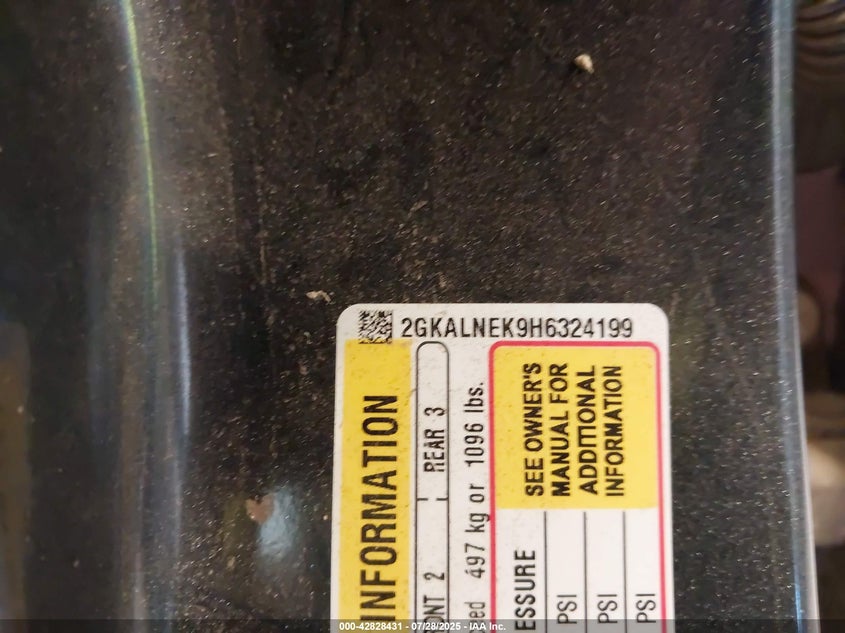 2GKALNEK9H6324199
INFORMATION
NT 2 REAR 3
ed 497 kg or 1096 lbs.
ESSURE
PSI
PSI
PSI
SEE OWNER'S
MANUAL FOR
ADDITIONAL
INFORMATION
000-42828431 - 07/28/2025 - IAA Inc.